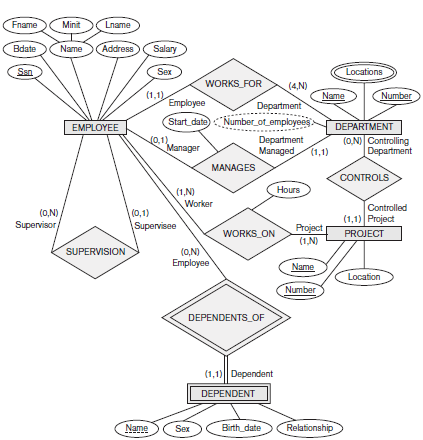 Fname Minit Lname
Bdate Name Address Salary
Ssn Sex
WORKS_FOR
Locations
(1,1) (4,N)
Name Number
Employee Department
Start_date Number_of_employees
EMPLOYEE DEPARTMENT
(0,1) Manager
Department Managed
(1,1)
(0,N) Controlling
Department
MANAGES
CONTROLS
(1,N)
Worker
Hours
(0,N)
Supervisor
(0,1)
Supervisee
Controlled
(1,1) Project
WORKS_ON
Project
(1,N)
PROJECT
SUPERVISION
(0,N)
Employee
Name
Number
Location
DEPENDENTS_OF
(1,1) Dependent
DEPENDENT
Name Sex Birth_date Relationship